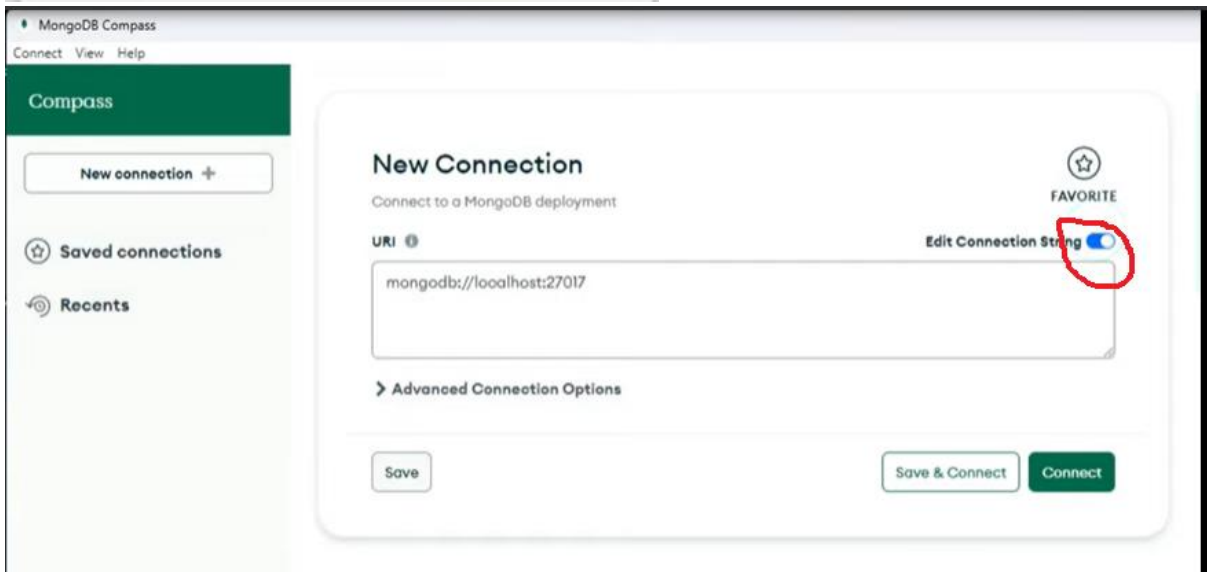 MongoDB Compass
Connect View Help
Compass
New connection +
Saved connections
Recents
New Connection
Connect to a MongoDB deployment
FAVORITE
URI
Edit Connection String
mongodb://localhost:27017
Advanced Connection Options
Save
Save & Connect
Connect